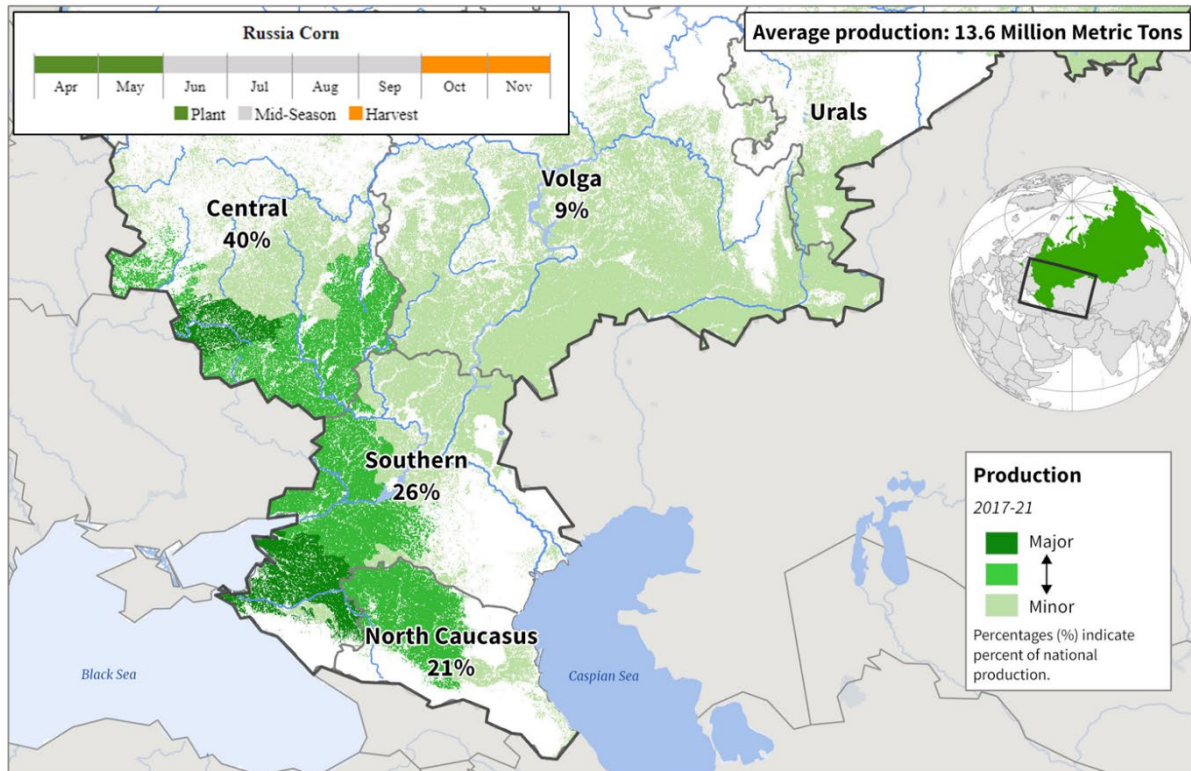 Russia Corn
Apr May Jun Jul Aug Sep Oct Nov
Plant Mid-Season Harvest
Average production: 13.6 Million Metric Tons
Urals
Volga
9%
Central
40%
Southern
26%
North Caucasus
21%
Black Sea
Caspian Sea
Production
2017-21
Major
Minor
Percentages (%) indicate
percent of national
production.